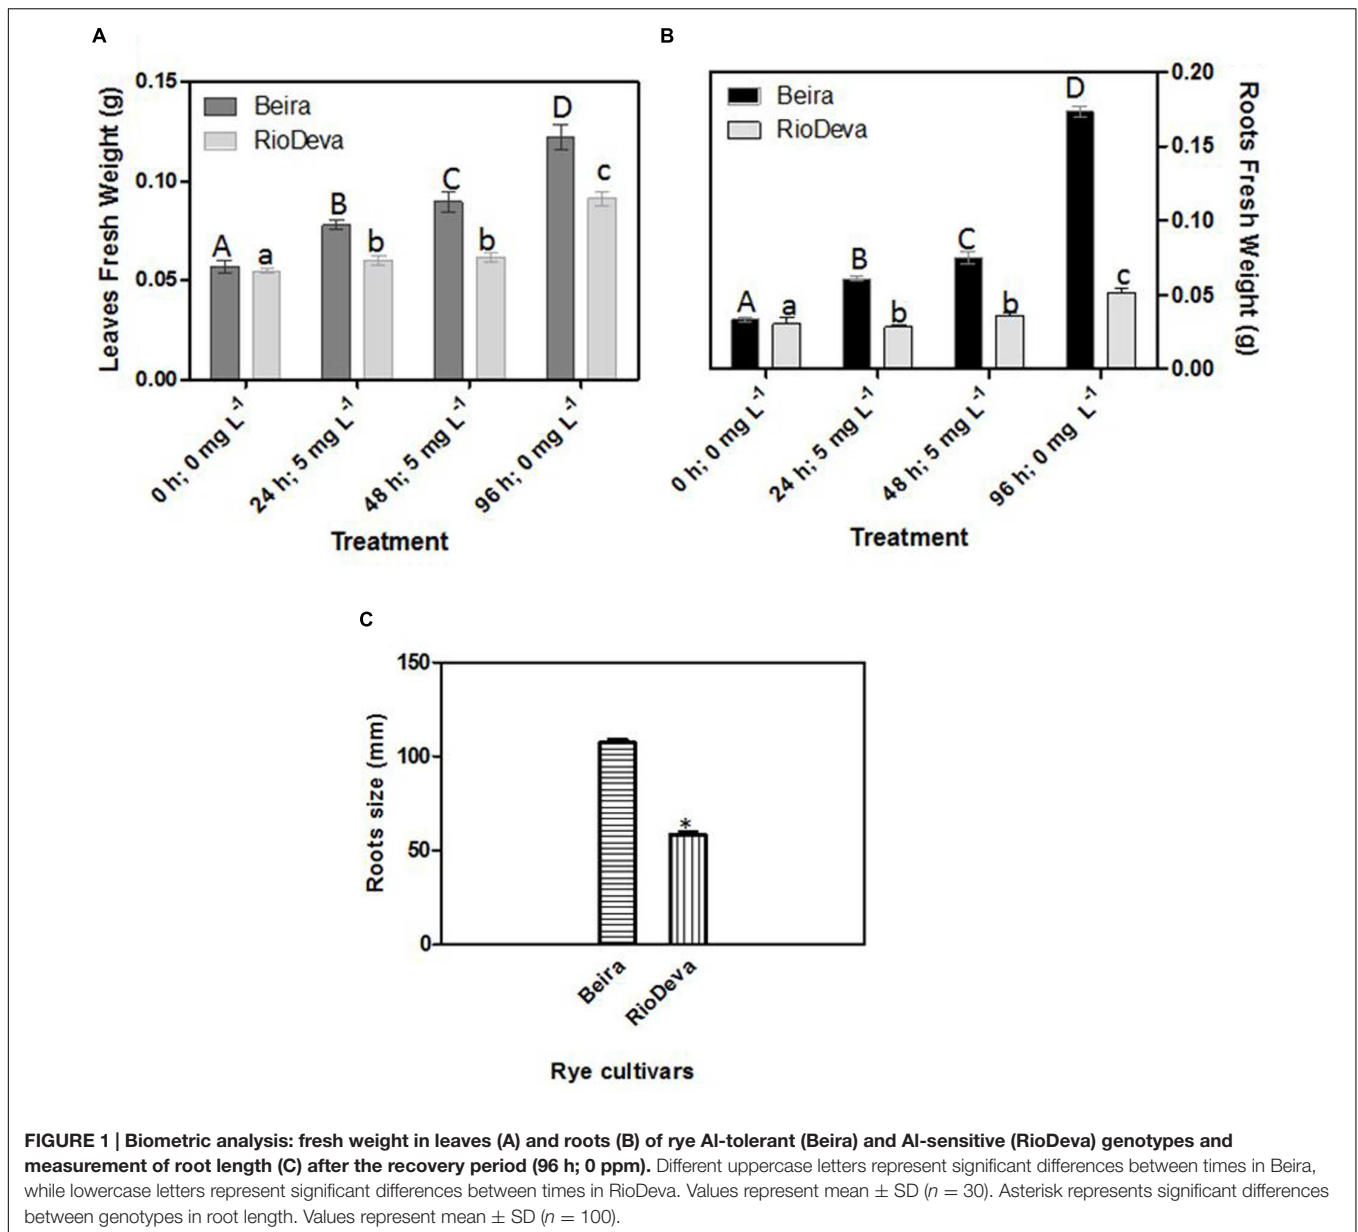 A
Leaves Fresh Weight (g)
0.15
0.10
0.05
0.00
Beira
RioDeva
A
a
B
b
C
b
D
c
0 h; 0 mg L-1
24 h; 5 mg L-1
48 h; 5 mg L-1
96 h; 0 mg L-1
Treatment
B
Beira
RioDeva
A
a
B
b
C
b
D
c
0.20
0.15
0.10
0.05
0.00
Roots Fresh Weight (g)
0 h; 0 mg L-1
24 h; 5 mg L-1
48 h; 5 mg L-1
96 h; 0 mg L-1
Treatment
C
Roots size (mm)
150
100
50
0
*
Beira
RioDeva
Rye cultivars
FIGURE 1 | Biometric analysis: fresh weight in leaves (A) and roots (B) of rye Al-tolerant (Beira) and Al-sensitive (RioDeva) genotypes and
measurement of root length (C) after the recovery period (96 h; 0 ppm). Different uppercase letters represent significant differences between times in Beira,
while lowercase letters represent significant differences between times in RioDeva. Values represent mean ± SD (n = 30). Asterisk represents significant differences
between genotypes in root length. Values represent mean ± SD (n = 100).